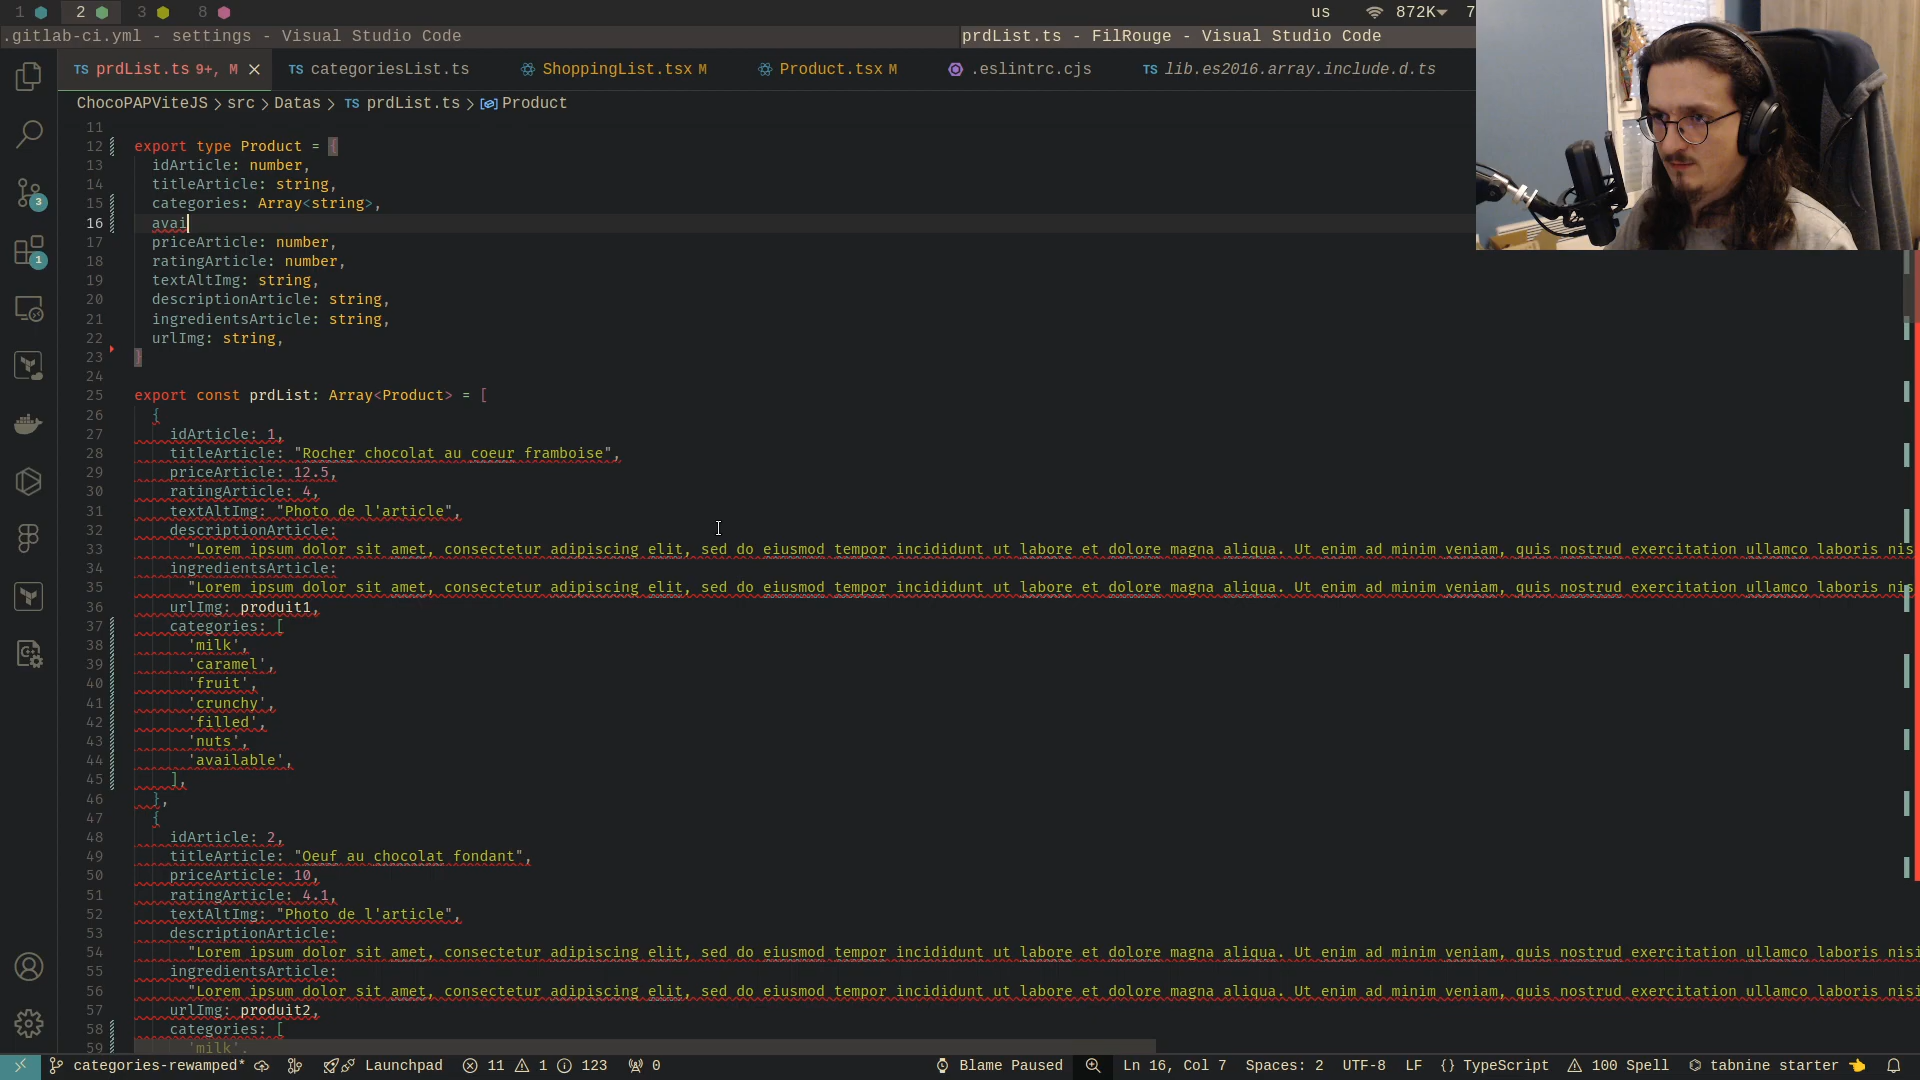 1 2 3 8 us 872K 7
.gitlab-ci.yml - settings - Visual Studio Code
prdList.ts - FilRouge - Visual Studio Code
TS prdList.ts 9+, M TS categoriesList.ts ShoppingList.tsx M Product.tsx M .eslintrc.cjs TS lib.es2016.array.include.d.ts
ChocoPAPViteJS > src > Datas > TS prdList.ts > Product
11
12 export type Product = {
13 idArticle: number,
14 titleArticle: string,
15 categories: Array<string>,
16 avai
17 priceArticle: number,
18 ratingArticle: number,
19 textAltImg: string,
20 descriptionArticle: string,
21 ingredientsArticle: string,
22 urlImg: string,
23 }
24
25 export const prdList: Array<Product> = [
26 {
27 idArticle: 1,
28 titleArticle: "Rocher chocolat au coeur framboise",
29 priceArticle: 12.5,
30 ratingArticle: 4,
31 textAltImg: "Photo de l'article",
32 descriptionArticle:
33 "Lorem ipsum dolor sit amet, consectetur adipiscing elit, sed do eiusmod tempor incididunt ut labore et dolore magna aliqua. Ut enim ad minim veniam, quis nostrud exercitation ullamco laboris nis
34 ingredientsArticle:
35 "Lorem ipsum dolor sit amet, consectetur adipiscing elit, sed do eiusmod tempor incididunt ut labore et dolore magna aliqua. Ut enim ad minim veniam, quis nostrud exercitation ullamco laboris nis
36 urlImg: produit1,
37 categories: [
38 'milk',
39 'caramel',
40 'fruit',
41 'crunchy',
42 'filled',
43 'nuts',
44 'available',
45 ],
46 },
47 {
48 idArticle: 2,
49 titleArticle: "Oeuf au chocolat fondant",
50 priceArticle: 10,
51 ratingArticle: 4.1,
52 textAltImg: "Photo de l'article",
53 descriptionArticle:
54 "Lorem ipsum dolor sit amet, consectetur adipiscing elit, sed do eiusmod tempor incididunt ut labore et dolore magna aliqua. Ut enim ad minim veniam, quis nostrud exercitation ullamco laboris nisi
55 ingredientsArticle:
56 "Lorem ipsum dolor sit amet, consectetur adipiscing elit, sed do eiusmod tempor incididunt ut labore et dolore magna aliqua. Ut enim ad minim veniam, quis nostrud exercitation ullamco laboris nisi
57 urlImg: produit2,
58 categories: [
59 'milk',
3
1
categories-rewamped* Launchpad 11 1 123 0 Blame Paused Ln 16, Col 7 Spaces: 2 UTF-8 LF {} TypeScript 100 Spell tabnine starter